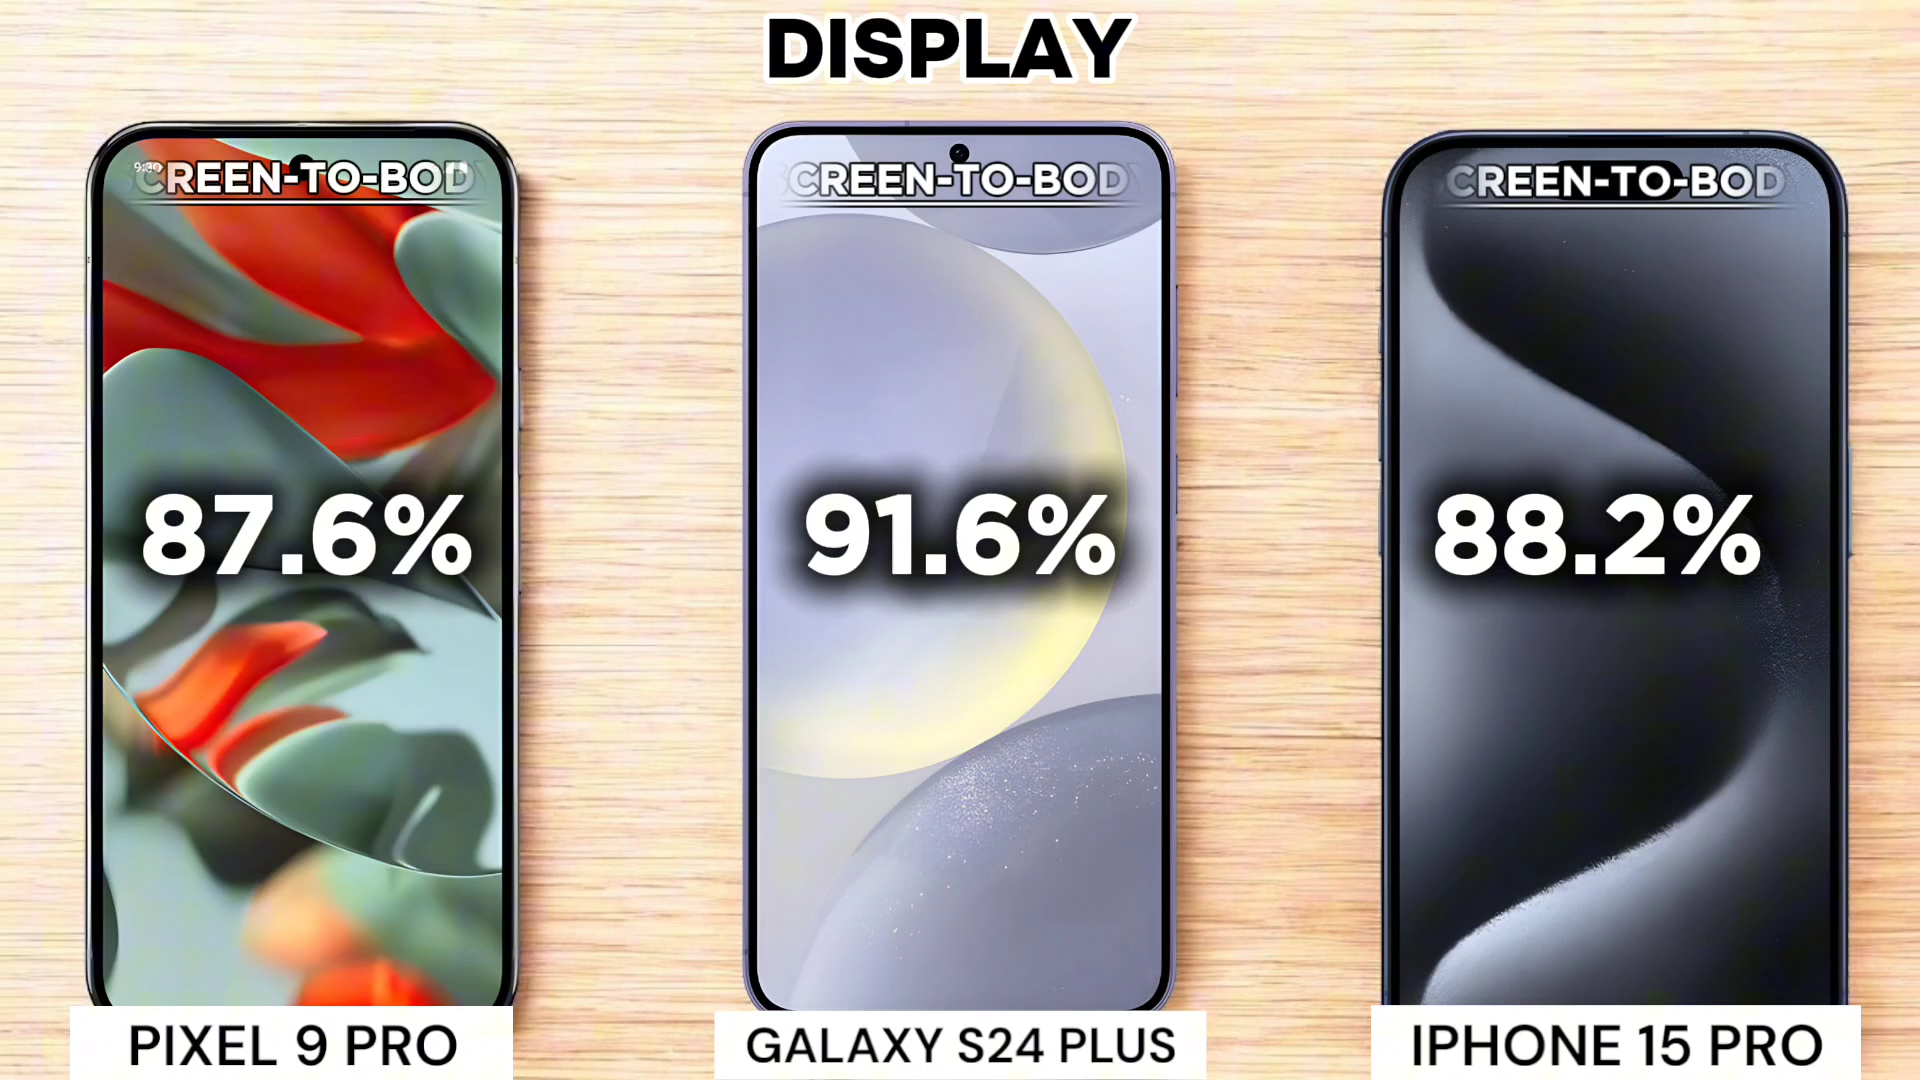 DISPLAY
CREEN-TO-BOD
CREEN-TO-BOD
CREEN-TO-BOD
87.6%
91.6%
88.2%
PIXEL 9 PRO
GALAXY S24 PLUS
IPHONE 15 PRO